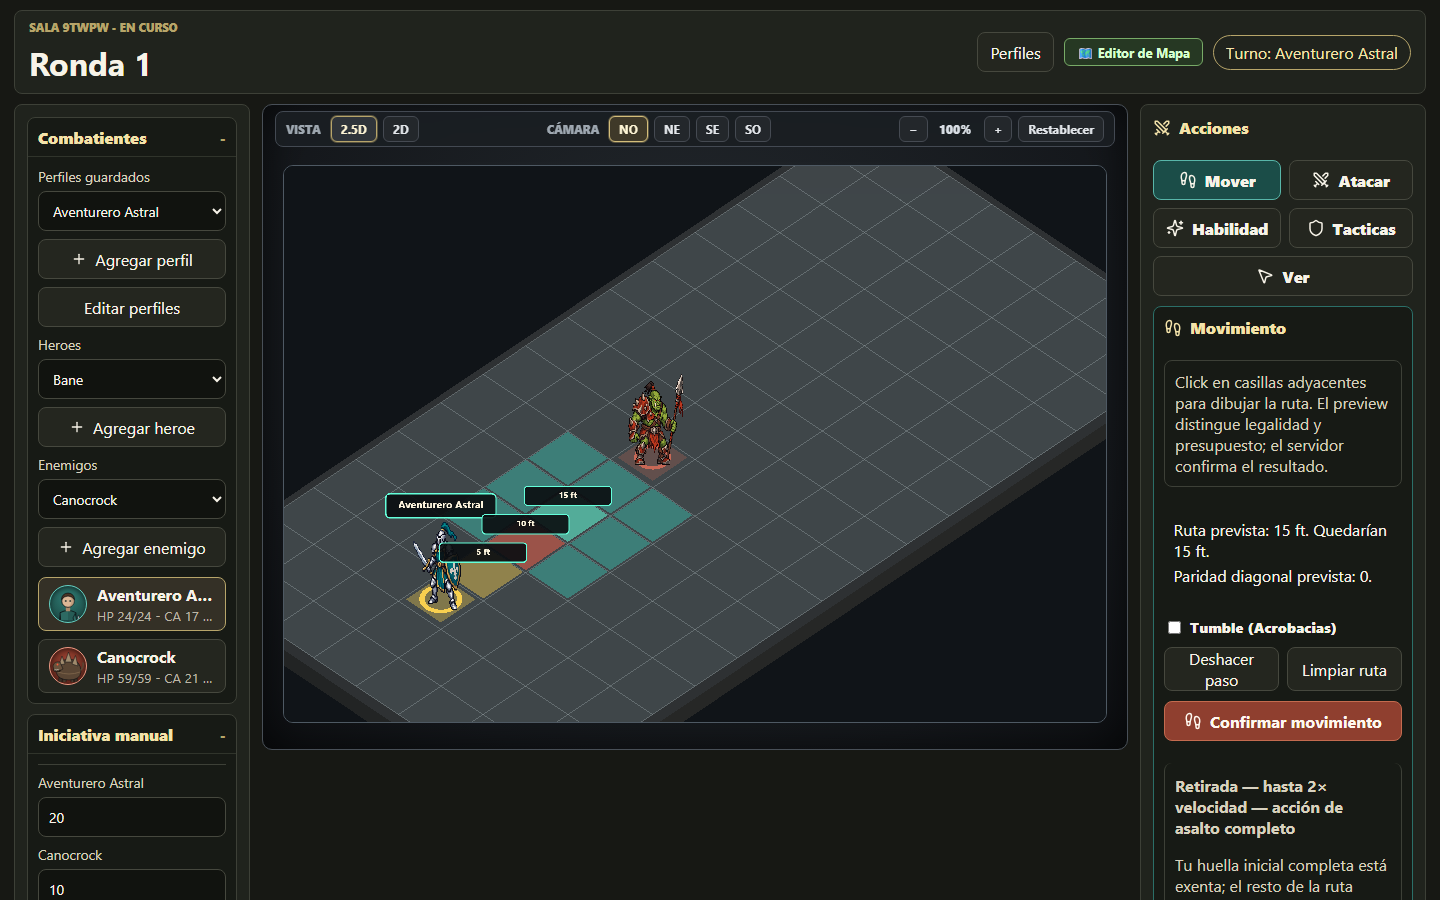 SALA 9TWPW - EN CURSO
Ronda 1
Perfiles
Editor de Mapa
Turno: Aventurero Astral
Combatientes
-
Perfiles guardados
Aventurero Astral
+ Agregar perfil
Editar perfiles
Heroes
Bane
+ Agregar heroe
Enemigos
Canocrock
+ Agregar enemigo
Aventurero A...
HP 24/24 - CA 17 ...
Canocrock
HP 59/59 - CA 21 ...
Iniciativa manual
-
Aventurero Astral
20
Canocrock
10
VISTA
2.5D
2D
CÁMARA
NO
NE
SE
SO
−
100%
+
Restablecer
Aventurero Astral
15 ft
10 ft
5 ft
Acciones
Mover
Atacar
Habilidad
Tacticas
Ver
Movimiento
Click en casillas adyacentes
para dibujar la ruta. El preview
distingue legalidad y
presupuesto; el servidor
confirma el resultado.
Ruta prevista: 15 ft. Quedarían
15 ft.
Paridad diagonal prevista: 0.
Tumble (Acrobacias)
Deshacer
paso
Limpiar ruta
Confirmar movimiento
Retirada — hasta 2×
velocidad — acción de
asalto completo
Tu huella inicial completa está
exenta; el resto de la ruta